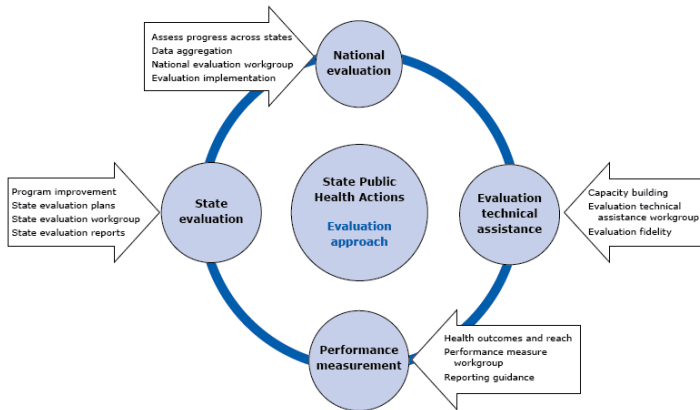 Assess progress across states
Data aggregation
National evaluation workgroup
Evaluation implementation
National
evaluation
Program improvement
State evaluation plans
State evaluation workgroup
State evaluation reports
State
evaluation
State Public
Health Actions
Evaluation
approach
Evaluation
technical
assistance
Capacity building
Evaluation technical
assistance workgroup
Evaluation fidelity
Performance
measurement
Health outcomes and reach
Performance measure
workgroup
Reporting guidance